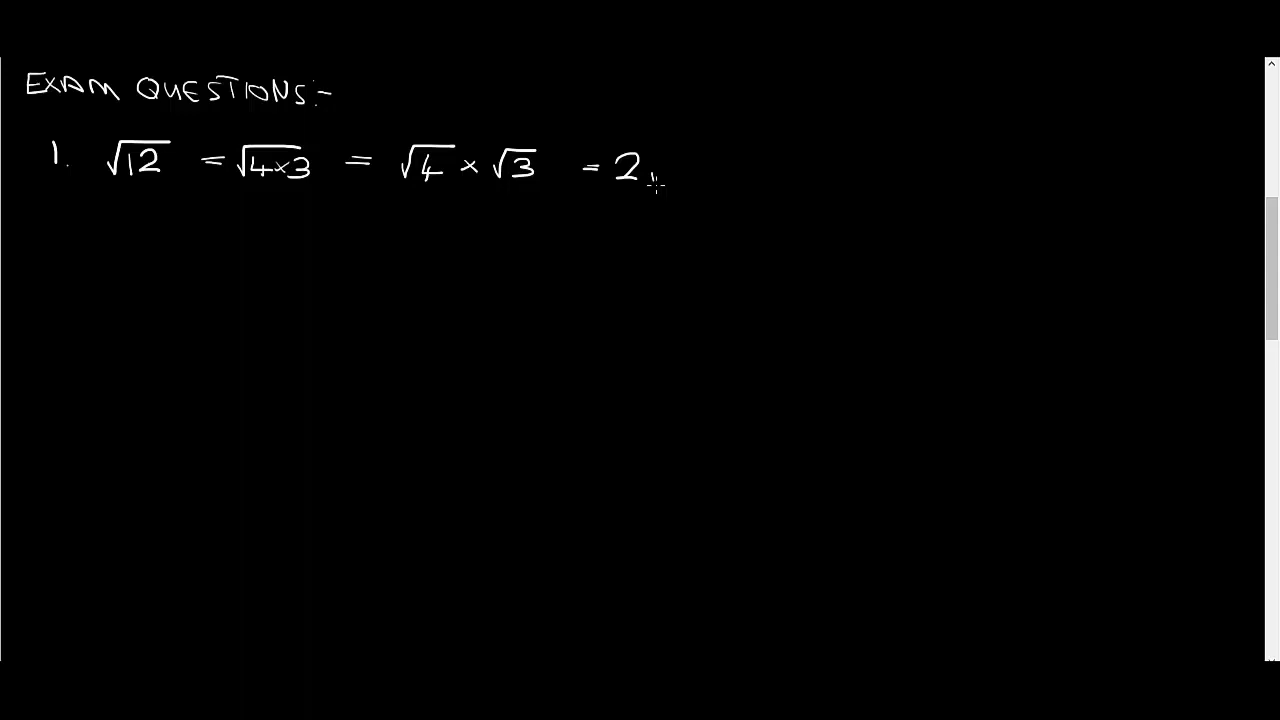 EXAM QUESTIONS:-
1. √12 = √4×3 = √4 × √3 = 2